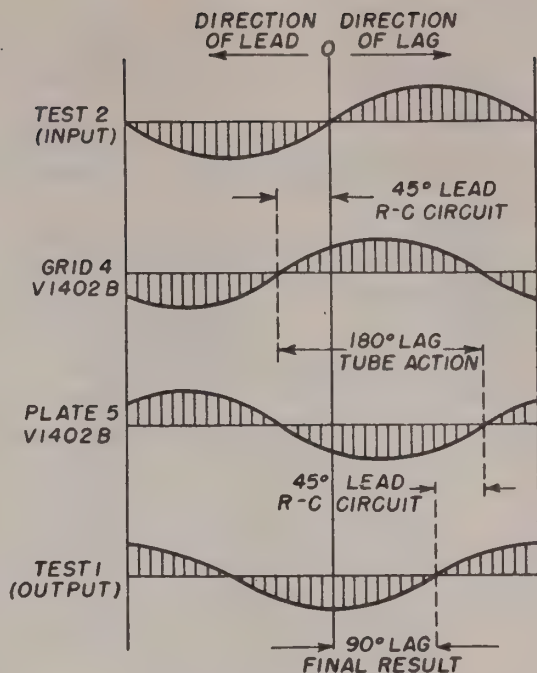 DIRECTION OF LEAD
O
DIRECTION OF LAG
TEST 2
(INPUT)
45° LEAD
R-C CIRCUIT
GRID 4
V1402B
180° LAG
TUBE ACTION
PLATE 5
V1402B
45° LEAD
R-C CIRCUIT
TEST 1
(OUTPUT)
90° LAG
FINAL RESULT